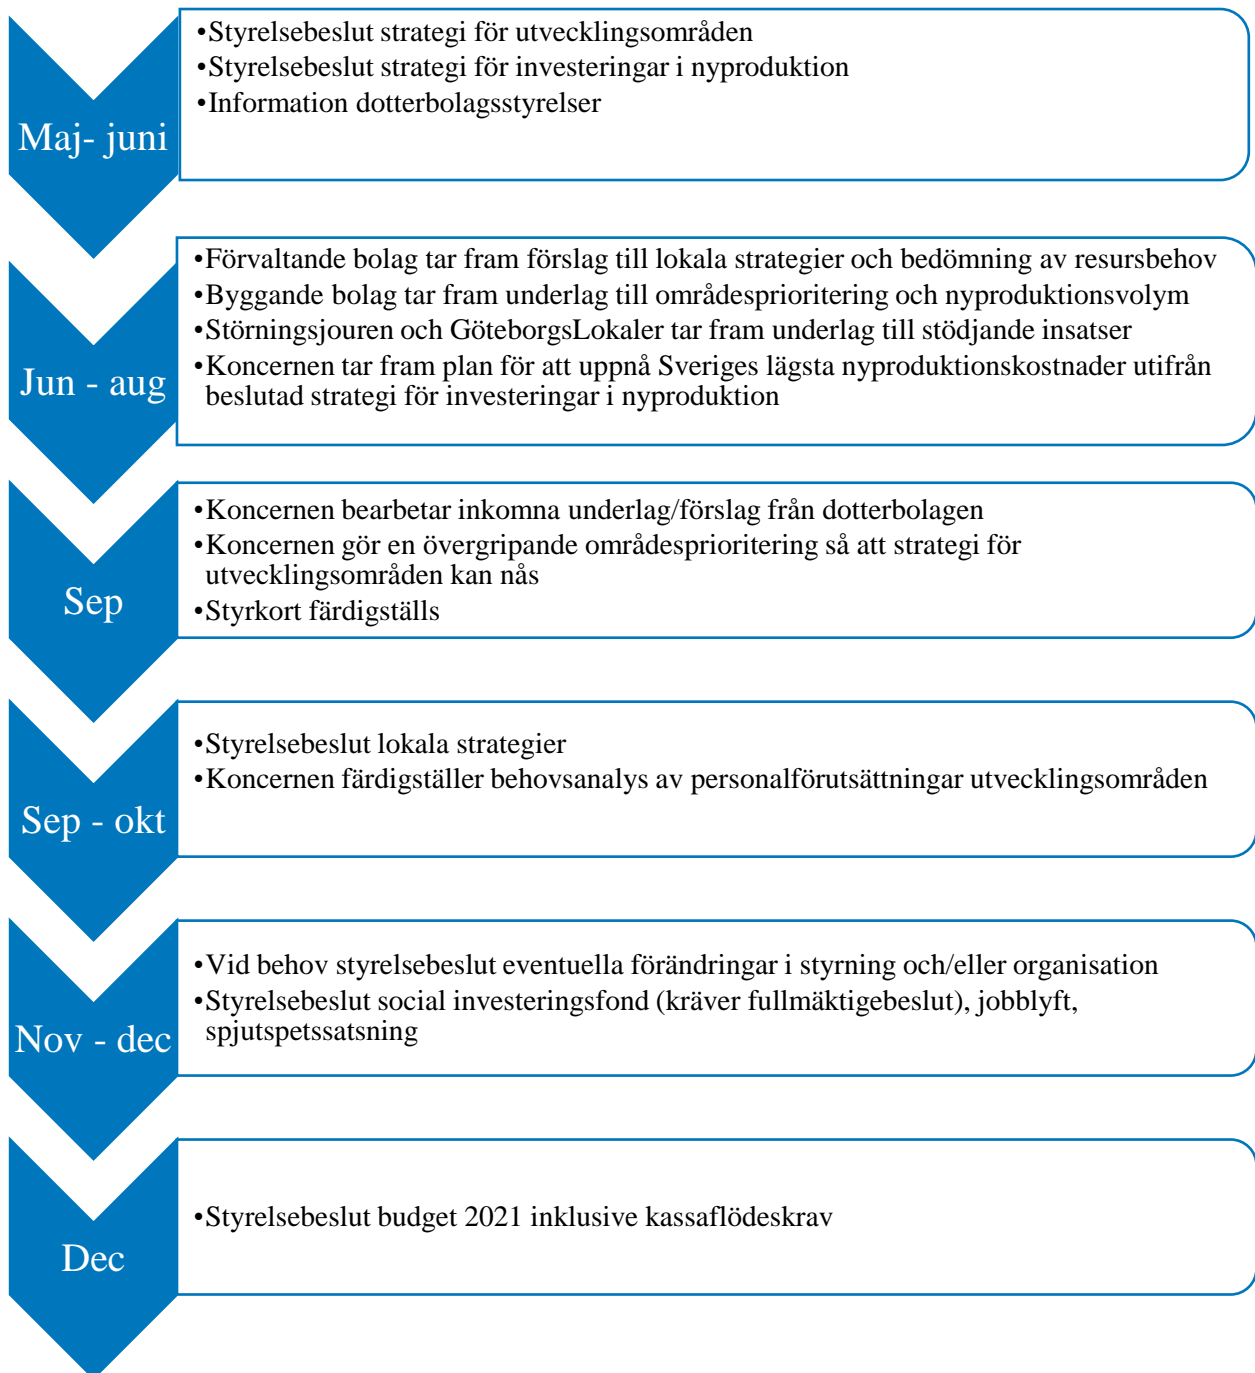 Maj- juni
•Styrelsebeslut strategi för utvecklingsområden
•Styrelsebeslut strategi för investeringar i nyproduktion
•Information dotterbolagsstyrelser
Jun - aug
•Förvaltande bolag tar fram förslag till lokala strategier och bedömning av resursbehov
•Byggande bolag tar fram underlag till områdesprioritering och nyproduktionsvolym
•Störningsjouren och GöteborgsLokaler tar fram underlag till stödjande insatser
•Koncernen tar fram plan för att uppnå Sveriges lägsta nyproduktionskostnader utifrån
beslutad strategi för investeringar i nyproduktion
Sep
•Koncernen bearbetar inkomna underlag/förslag från dotterbolagen
•Koncernen gör en övergripande områdesprioritering så att strategi för
utvecklingsområden kan nås
•Styrkort färdigställs
Sep - okt
•Styrelsebeslut lokala strategier
•Koncernen färdigställer behovsanalys av personalförutsättningar utvecklingsområden
Nov - dec
•Vid behov styrelsebeslut eventuella förändringar i styrning och/eller organisation
•Styrelsebeslut social investeringsfond (kräver fullmäktigebeslut), jobblyft,
spjutspetssatsning
Dec
•Styrelsebeslut budget 2021 inklusive kassaflödeskrav